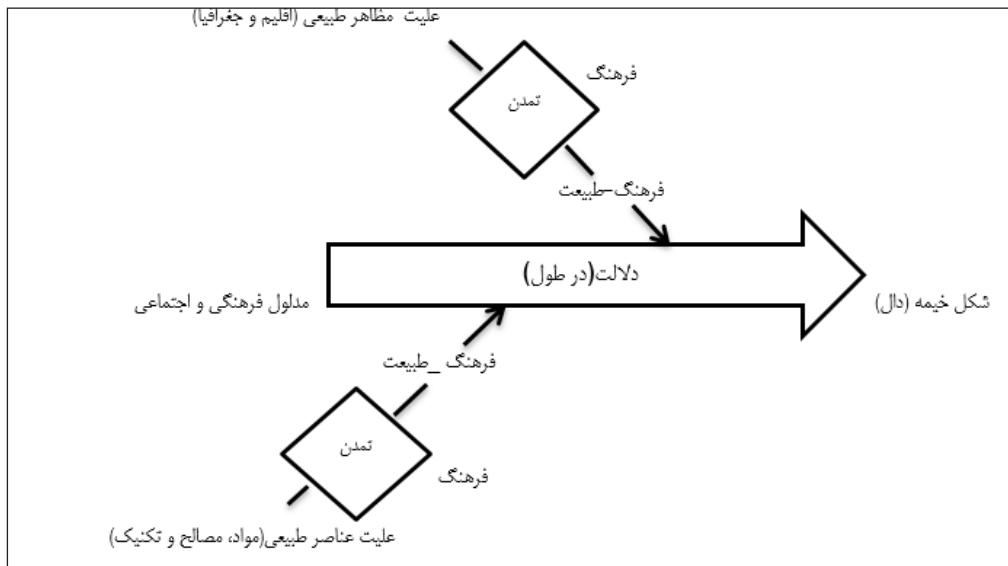 علیت مظاهر طبیعی (اقلیم و جغرافیا)
فرهنگ
تمدن
فرهنگ-طبیعت
دلالت(در طول)
مدلول فرهنگی و اجتماعی
شکل خیمه (دال)
فرهنگ _طبیعت
تمدن
فرهنگ
علیت عناصر طبیعی(مواد، مصالح و تکنیک)